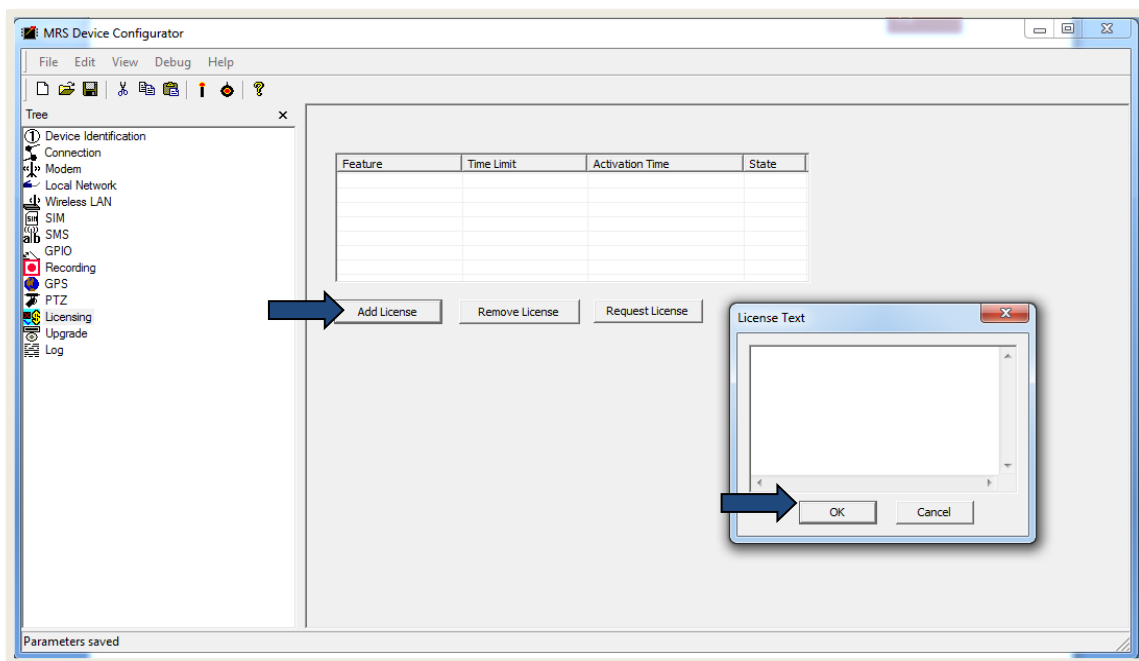 MRS Device Configurator
File Edit View Debug Help
Tree
Device Identification
Connection
Modem
Local Network
Wireless LAN
SIM
SMS
GPIO
Recording
GPS
PTZ
Licensing
Upgrade
Log
Feature Time Limit Activation Time State
Add License Remove License Request License
License Text
OK Cancel
Parameters saved